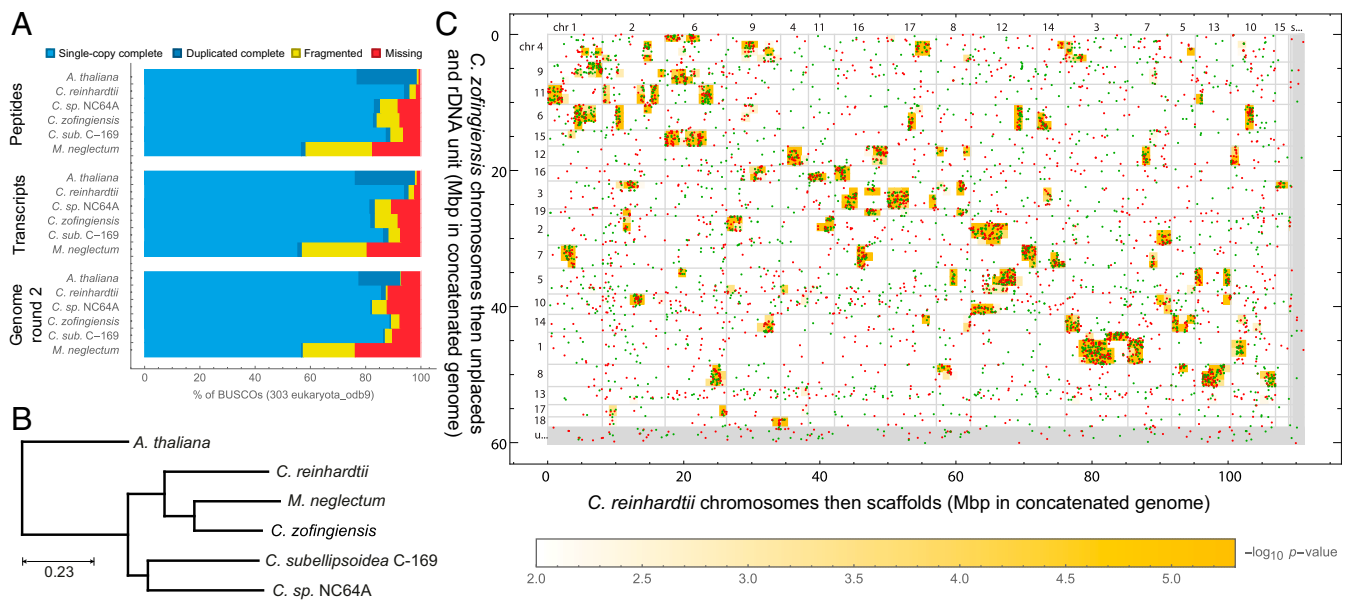 A
Single-copy complete Duplicated complete Fragmented Missing
Peptides
A. thaliana
C. reinhardtii
C. sp. NC64A
C. zofingiensis
C. sub. C–169
M. neglectum
Transcripts
A. thaliana
C. reinhardtii
C. sp. NC64A
C. zofingiensis
C. sub. C–169
M. neglectum
Genome
round 2
A. thaliana
C. reinhardtii
C. sp. NC64A
C. zofingiensis
C. sub. C–169
M. neglectum
0 20 40 60 80 100
% of BUSCOs (303 eukaryota_odb9)
B
A. thaliana
C. reinhardtii
M. neglectum
C. zofingiensis
C. subellipsoidea C-169
C. sp. NC64A
0.23
C
C. zofingiensis chromosomes then unplaceds
and rDNA unit (Mbp in concatenated genome)
chr 1 2 6 9 4 11 16 17 8 12 14 3 7 5 13 10 15 s...
0
20
40
60
chr 4
9
11
6
15
12
16
3
19
2
7
5
10
14
1
8
13
17
18
u...
0 20 40 60 80 100
C. reinhardtii chromosomes then scaffolds (Mbp in concatenated genome)
–log10 p–value
2.0 2.5 3.0 3.5 4.0 4.5 5.0